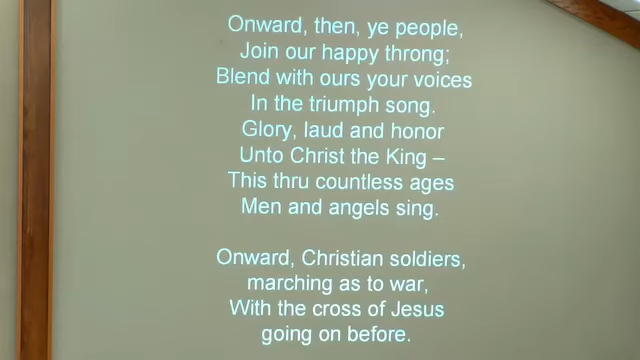 Onward, then, ye people,
Join our happy throng;
Blend with ours your voices
In the triumph song.
Glory, laud and honor
Unto Christ the King –
This thru countless ages
Men and angels sing.
Onward, Christian soldiers,
marching as to war,
With the cross of Jesus
going on before.